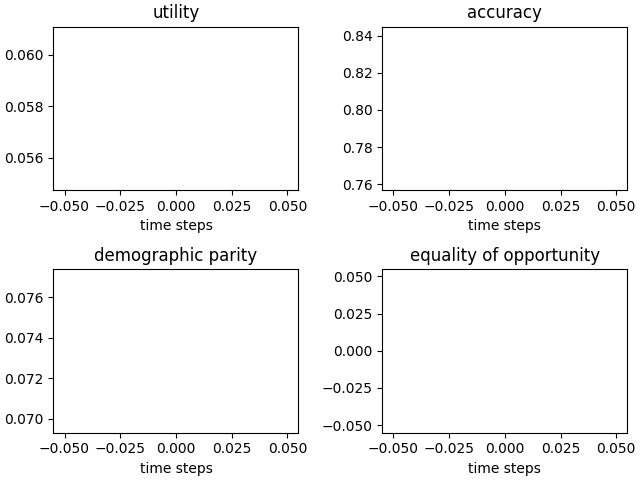 utility
0.060
0.058
0.056
−0.050 −0.025 0.000 0.025 0.050
time steps
accuracy
0.84
0.82
0.80
0.78
0.76
−0.050 −0.025 0.000 0.025 0.050
time steps
demographic parity
0.076
0.074
0.072
0.070
−0.050 −0.025 0.000 0.025 0.050
time steps
equality of opportunity
0.050
0.025
0.000
−0.025
−0.050
−0.050 −0.025 0.000 0.025 0.050
time steps